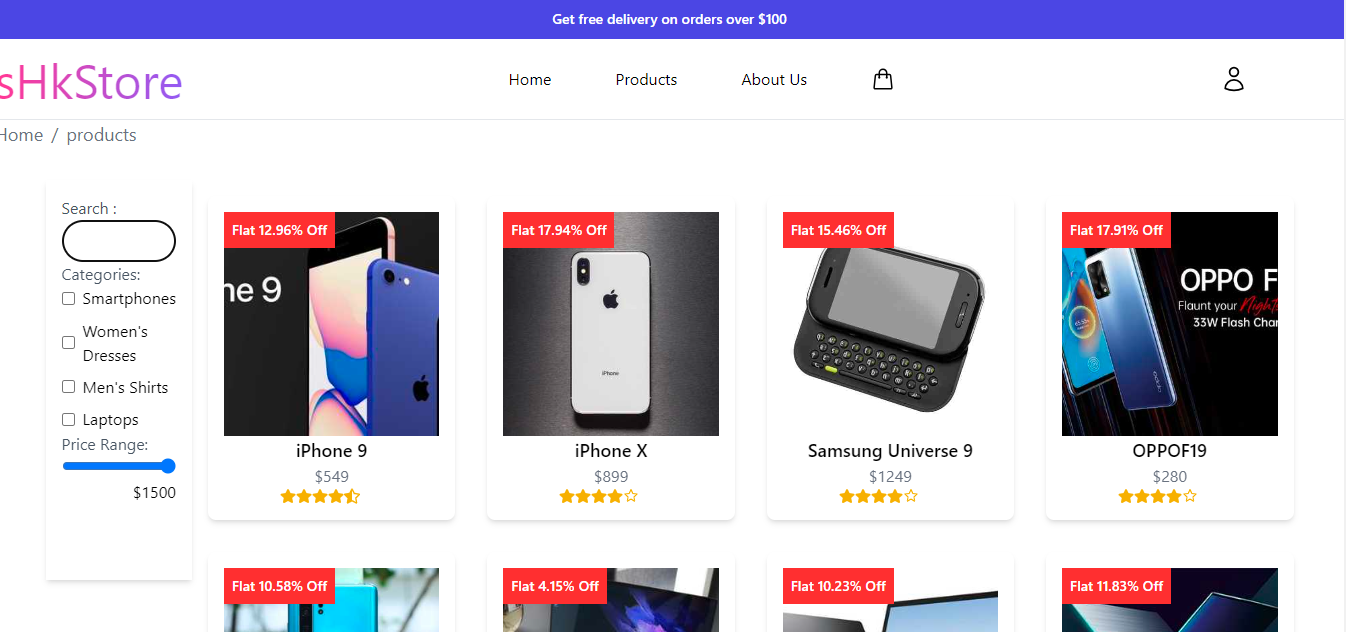 Get free delivery on orders over $100
sHkStore
Home
Products
About Us
Home / products
Search :
Categories:
Smartphones
Women's
Dresses
Men's Shirts
Laptops
Price Range:
$1500
Flat 12.96% Off
ne 9
iPhone 9
$549
Flat 17.94% Off
iPhone
iPhone X
$899
Flat 15.46% Off
Samsung Universe 9
$1249
Flat 17.91% Off
OPPO F
Flaunt your Nights
33W Flash Char
oppo
OPPOF19
$280
Flat 10.58% Off
Flat 4.15% Off
Flat 10.23% Off
Flat 11.83% Off